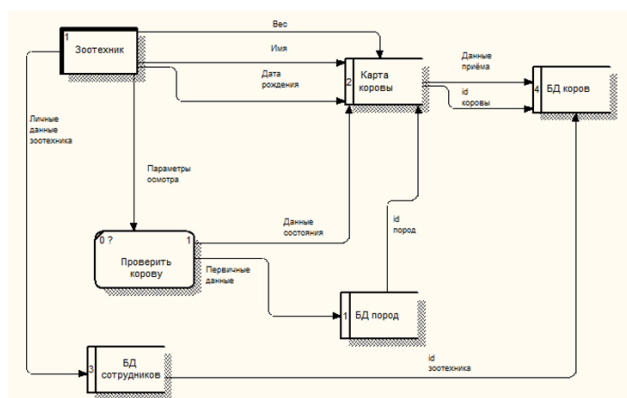 Вес
1
Зоотехник
Имя
Дата
рождения
2
Карта
коровы
Данные
приёма
id
коровы
4
БД коров
Личные
данные
зоотехника
Параметры
осмотра
0 ?
1
Проверить
корову
Данные
состояния
Первичные
данные
id
пород
1
БД пород
3
БД
сотрудников
id
зоотехника